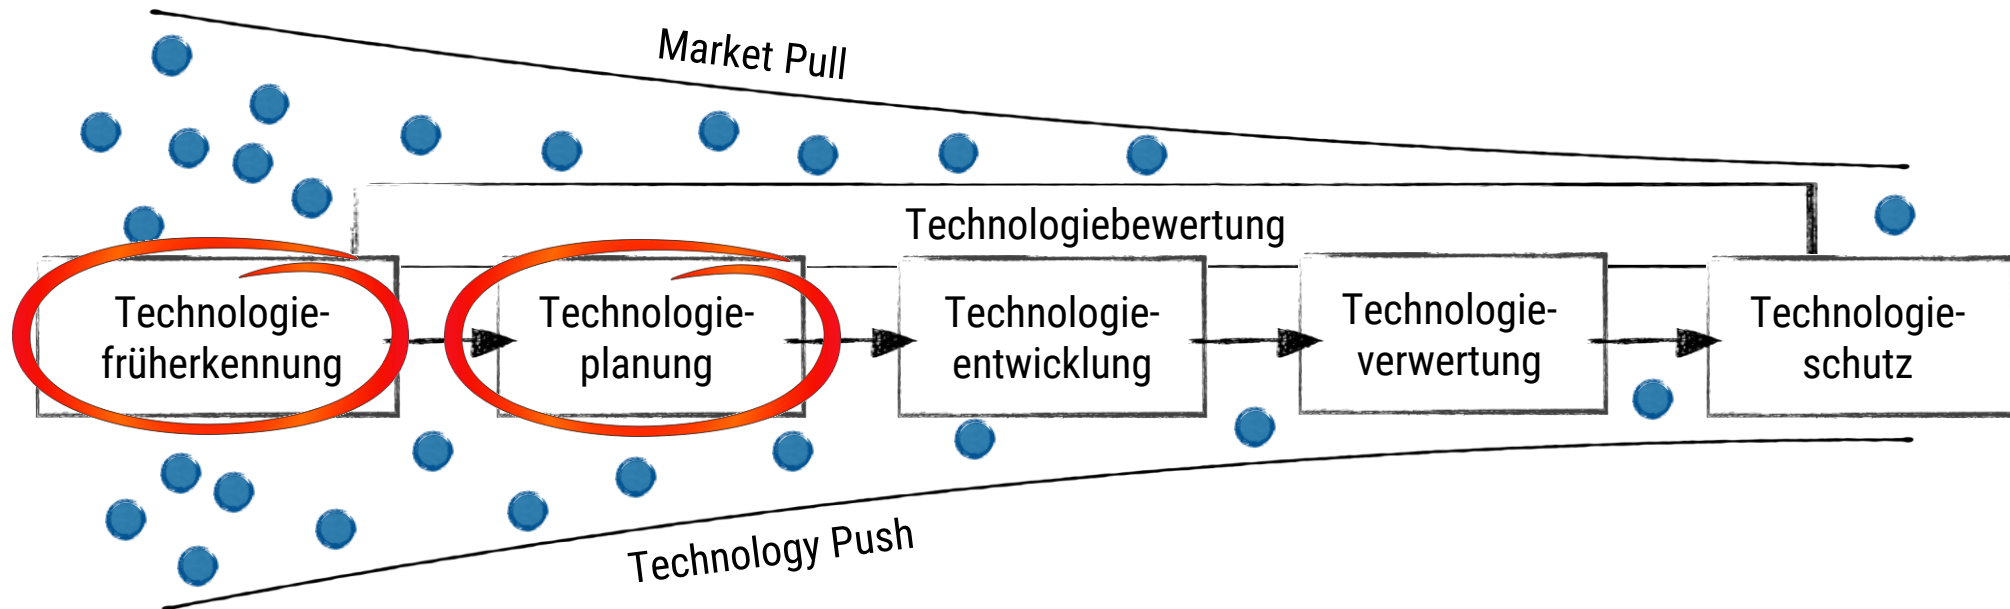 Market Pull
Technologiebewertung
Technologie-
früherkennung
Technologie-
planung
Technologie-
entwicklung
Technologie-
verwertung
Technologie-
schutz
Technology Push